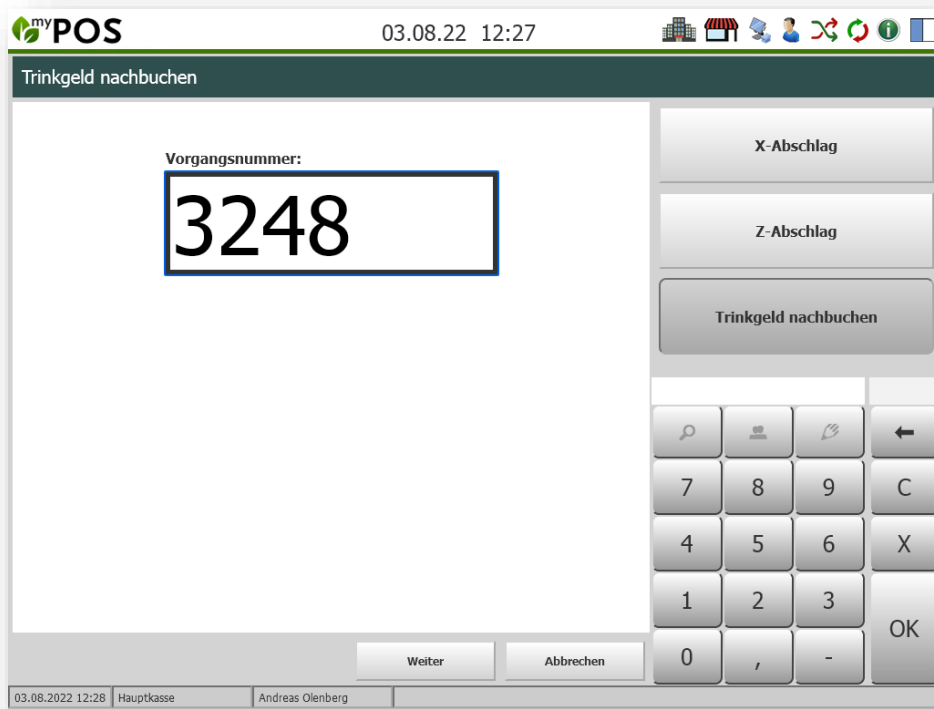 myPOS
03.08.22 12:27
Trinkgeld nachbuchen
Vorgangsnummer:
3248
Weiter
Abbrechen
X-Abschlag
Z-Abschlag
Trinkgeld nachbuchen
7 8 9 C
4 5 6 X
1 2 3
OK
0 , -
03.08.2022 12:28 Hauptkasse Andreas Olenberg